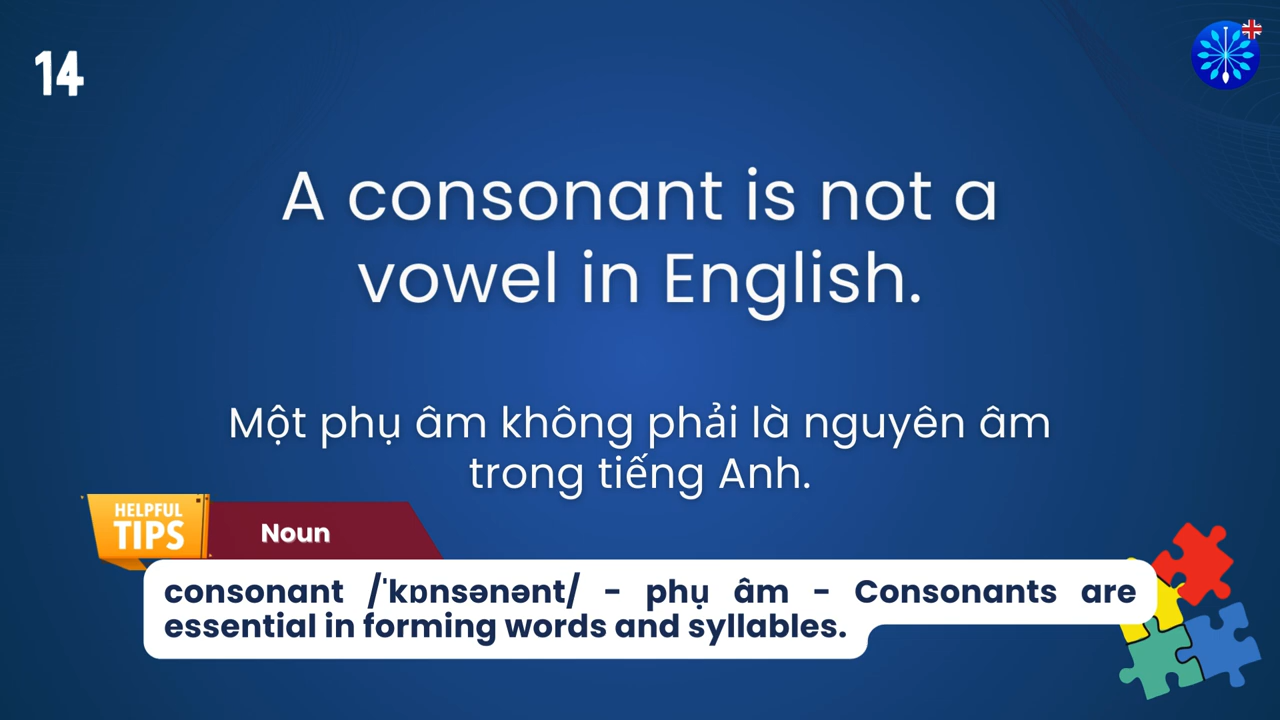 14
A consonant is not a
vowel in English.
Một phụ âm không phải là nguyên âm
trong tiếng Anh.
HELPFUL
TIPS
Noun
consonant /ˈkɒnsənənt/ - phụ âm - Consonants are
essential in forming words and syllables.